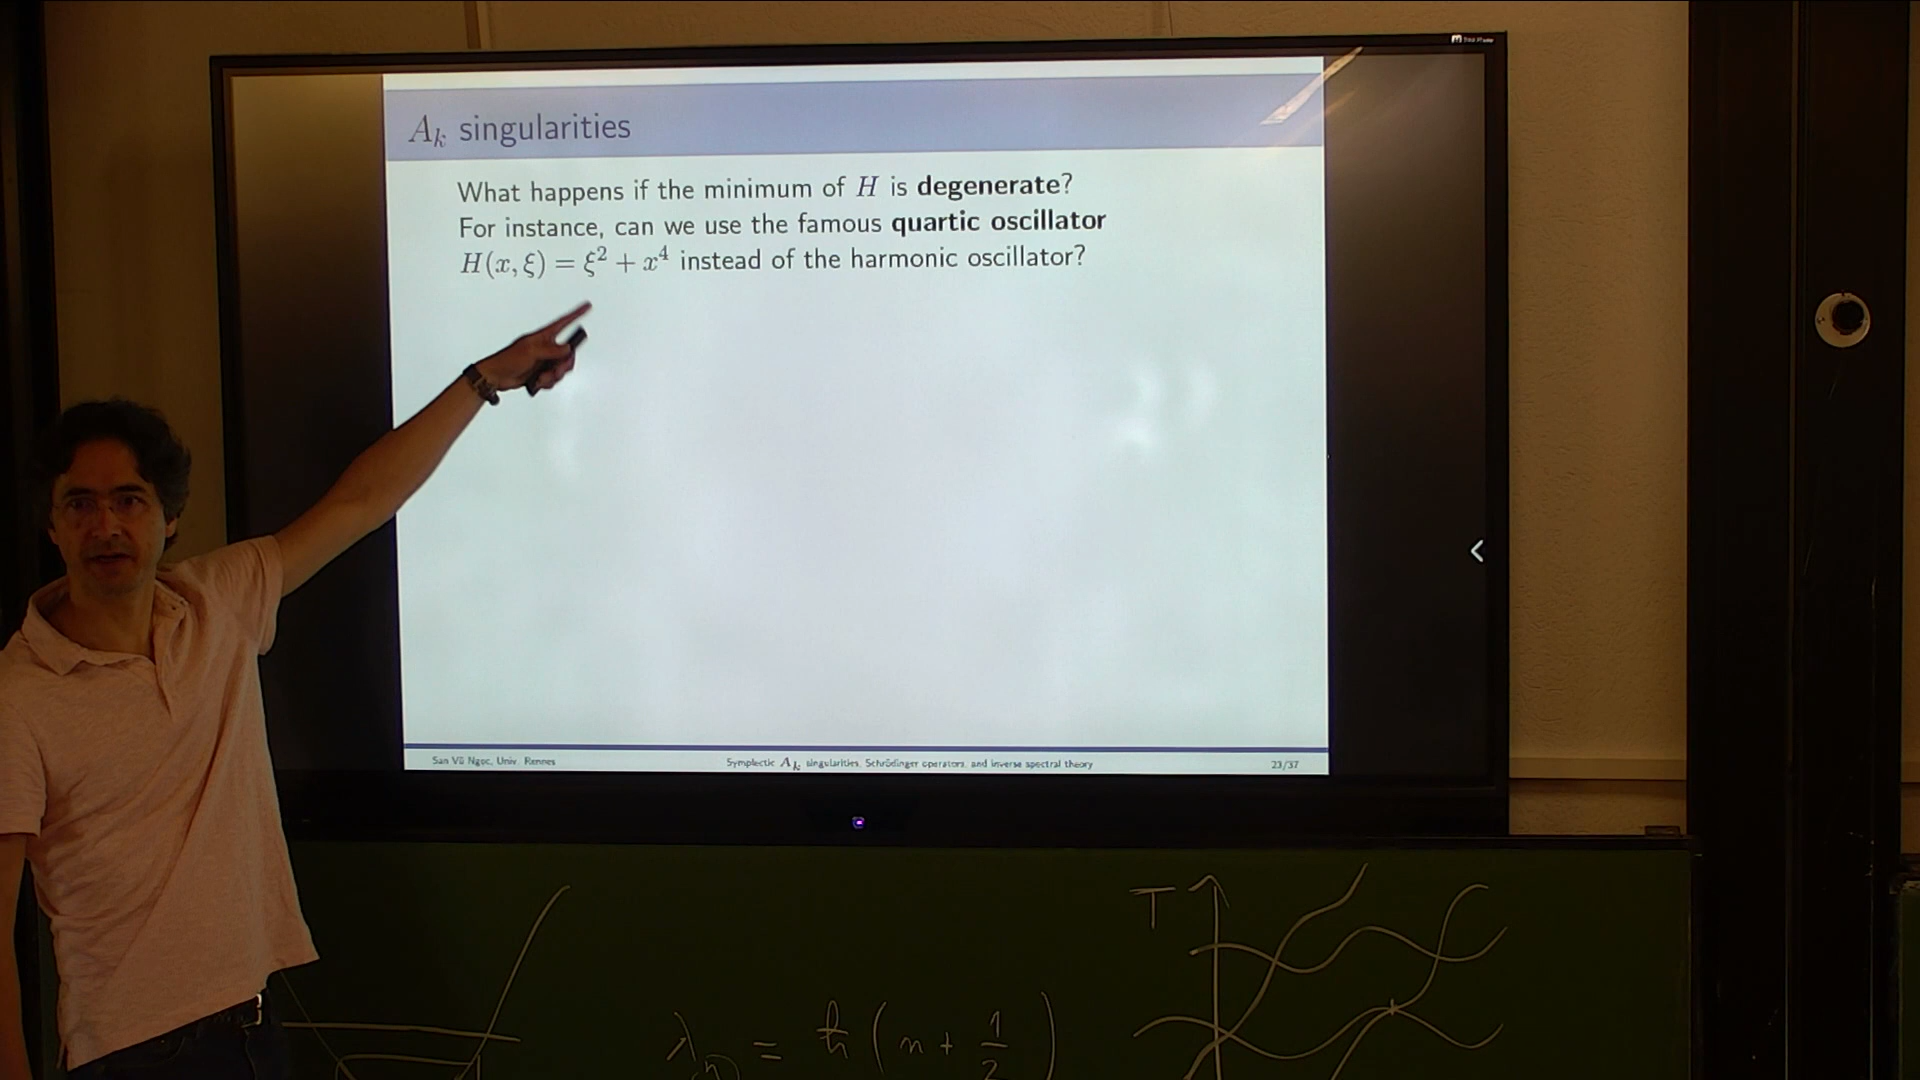 A_k singularities
What happens if the minimum of H is degenerate?
For instance, can we use the famous quartic oscillator
H(x, ξ) = ξ² + x⁴ instead of the harmonic oscillator?
San Vũ Ngọc, Univ. Rennes
Symplectic A_k singularities, Schrödinger operators, and inverse spectral theory
23/37
T
λ_n = ħ(n + 1/2)